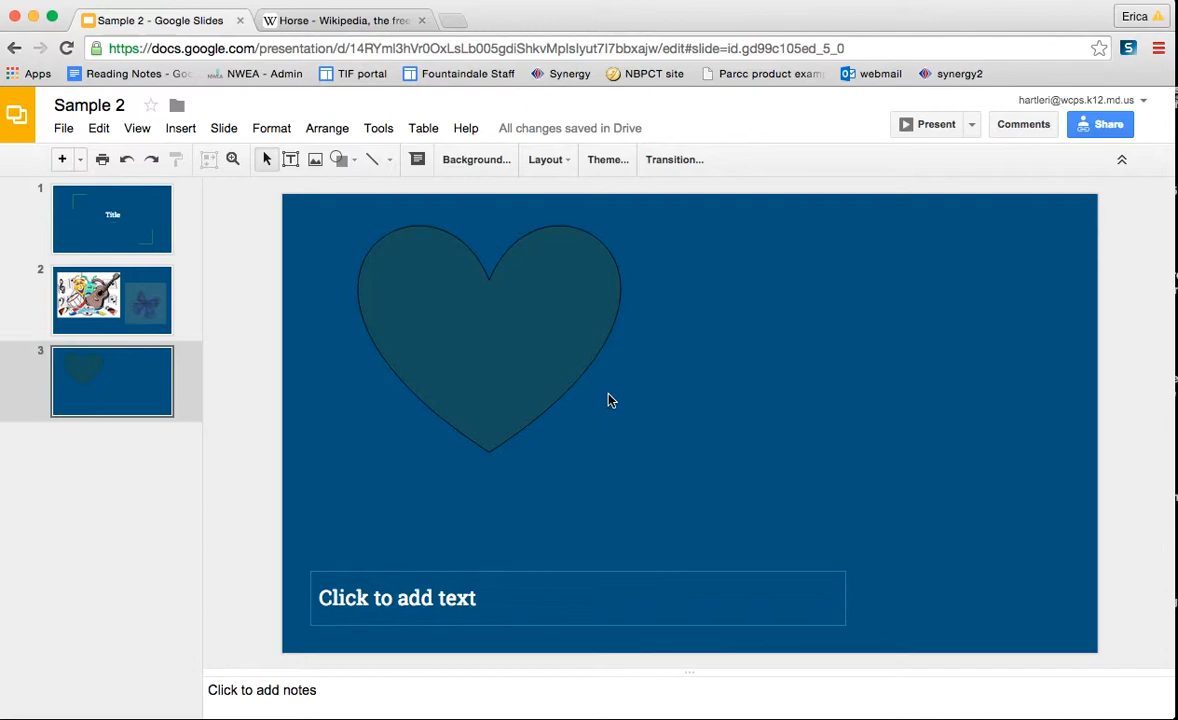 Sample 2 - Google Slides
Horse - Wikipedia, the free
Erica
https://docs.google.com/presentation/d/14RYml3hVr0OxLsLb005gdiShkvMplsIyut7I7bbxajw/edit#slide=id.gd99c105ed_5_0
Apps
Reading Notes - Goo
NWEA - Admin
TIF portal
Fountaindale Staff
Synergy
NBPCT site
Parcc product exam
webmail
synergy2
Sample 2
hartleri@wcps.k12.md.us
File Edit View Insert Slide Format Arrange Tools Table Help All changes saved in Drive
Present
Comments
Share
Background... Layout Theme... Transition...
1
Title
2
3
Click to add text
Click to add notes